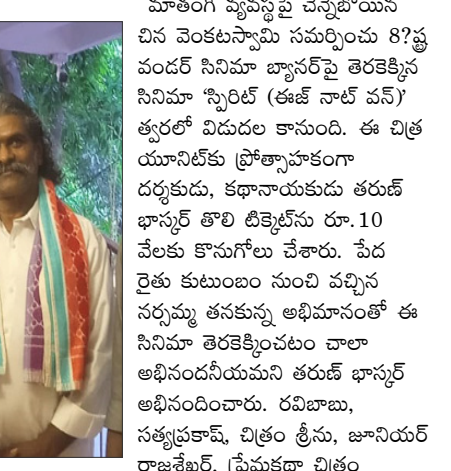 మాతంగి వ్యవస్థపై చెన్నెబోయిన
చిన వెంకటస్వామి సమర్పించు 8?ష్ట
వండర్ సినిమా బ్యానర్‌పై తెరకెక్కిన
సినిమా ‘స్పిరిట్ (ఈజ్ నాట్ వన్)’
త్వరలో విడుదల కానుంది. ఈ చిత్ర
యూనిట్‌కు ప్రోత్సాహకంగా
దర్శకుడు, కథానాయకుడు తరుణ్
భాస్కర్ తొలి టిక్కెట్‌ను రూ.10
వేలకు కొనుగోలు చేశారు. పేద
రైతు కుటుంబం నుంచి వచ్చిన
నర్సమ్మ తనకున్న అభిమానంతో ఈ
సినిమా తెరకెక్కించటం చాలా
అభినందనీయమని తరుణ్ భాస్కర్
అభినందించారు. రవిబాబు,
సత్యప్రకాష్, చిత్రం శ్రీను, జూనియర్
రాజశేఖర్, ప్రేమకథా చిత్రం